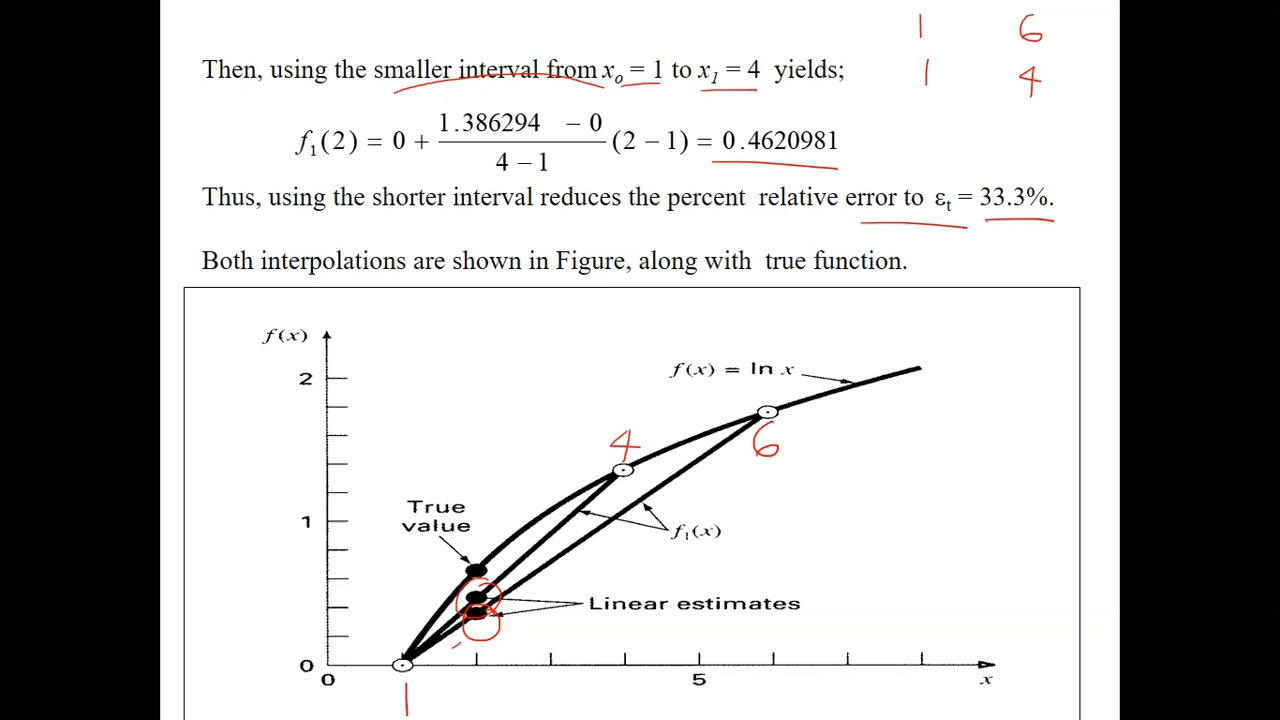 1 6
Then, using the smaller interval from xo = 1 to x1 = 4 yields; 1 4
f1(2) = 0 + 1.386294 − 0 / 4 − 1 (2 − 1) = 0.4620981
Thus, using the shorter interval reduces the percent relative error to εt = 33.3%.
Both interpolations are shown in Figure, along with true function.
f(x)
2
f(x) = ln x
4
6
True
value
1
f1(x)
Linear estimates
0
0
5
x
1